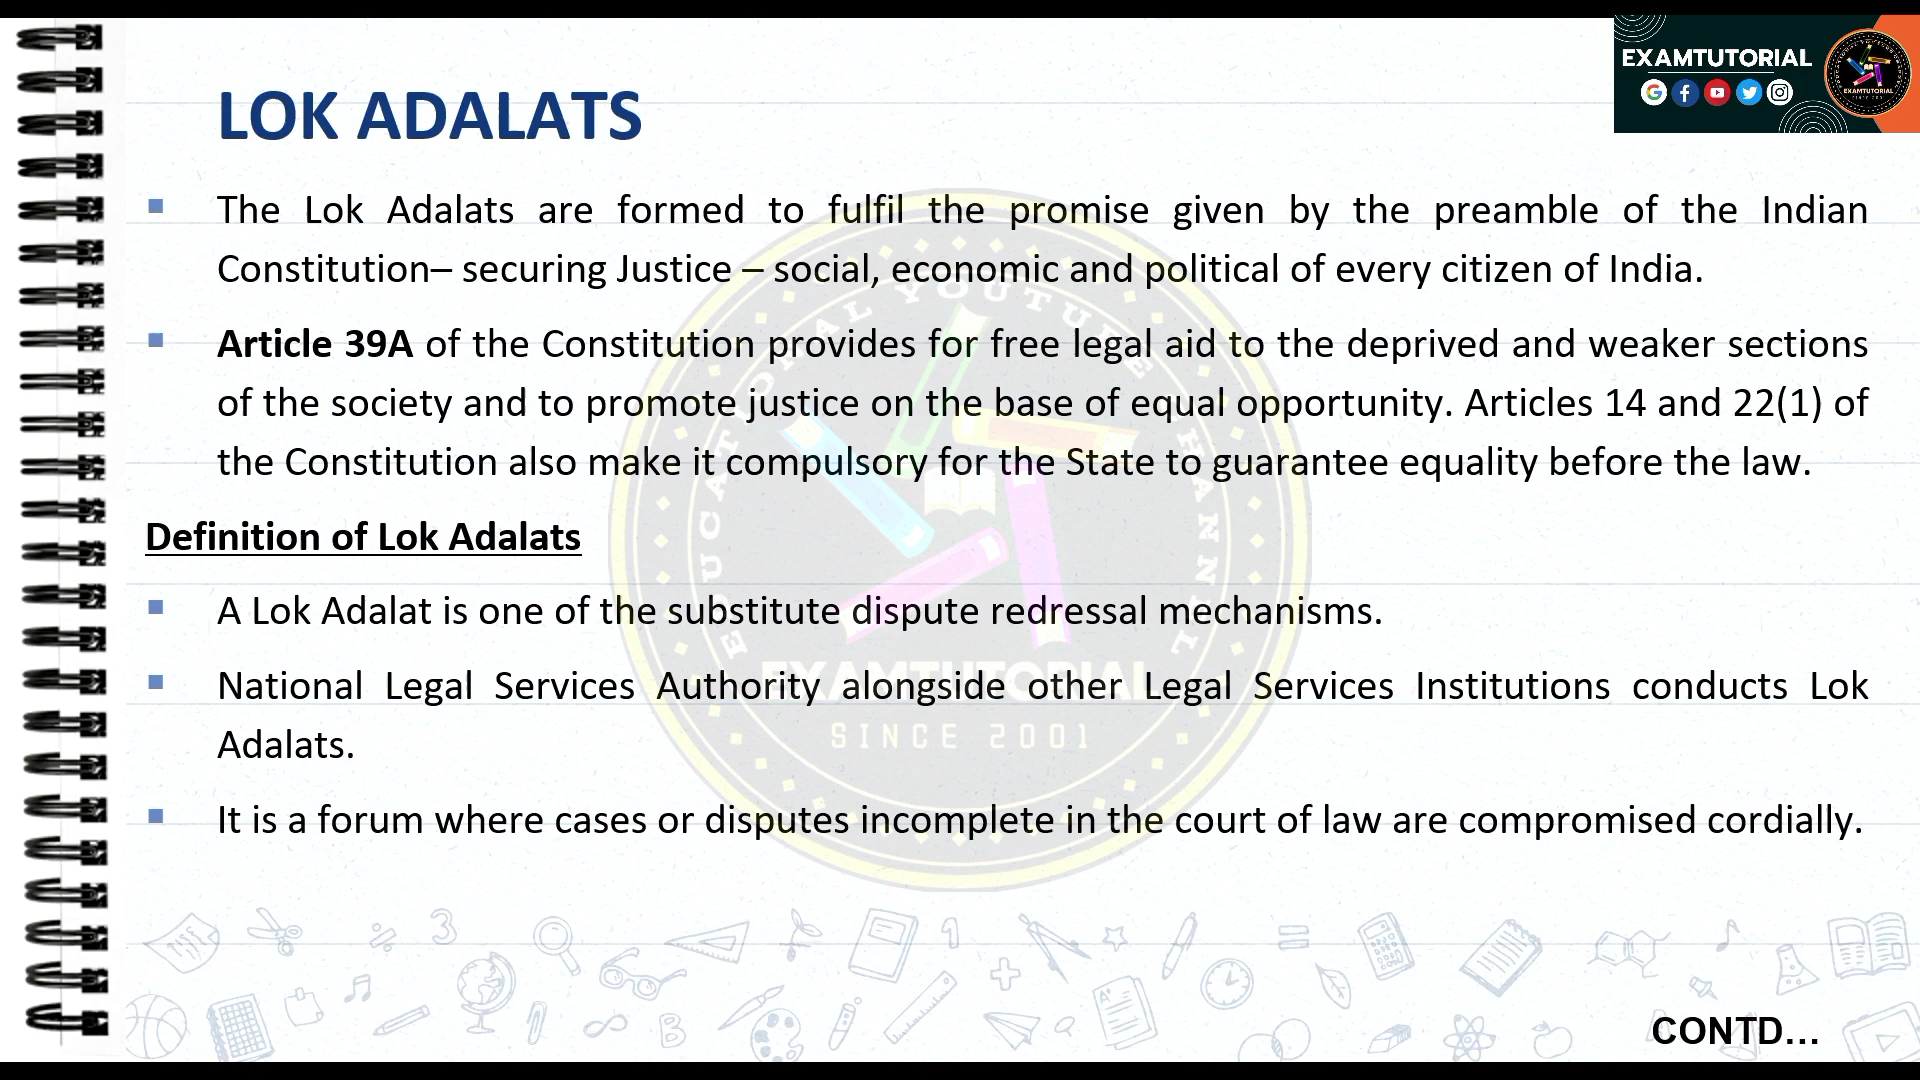 EXAMTUTORIAL
LOK ADALATS
The Lok Adalats are formed to fulfil the promise given by the preamble of the Indian
Constitution– securing Justice – social, economic and political of every citizen of India.
Article 39A of the Constitution provides for free legal aid to the deprived and weaker sections
of the society and to promote justice on the base of equal opportunity. Articles 14 and 22(1) of
the Constitution also make it compulsory for the State to guarantee equality before the law.
Definition of Lok Adalats
A Lok Adalat is one of the substitute dispute redressal mechanisms.
National Legal Services Authority alongside other Legal Services Institutions conducts Lok
Adalats.
It is a forum where cases or disputes incomplete in the court of law are compromised cordially.
EDUCATIONAL YOUTUBE CHANNEL
EXAMTUTORIAL
SINCE 2001
CONTD...